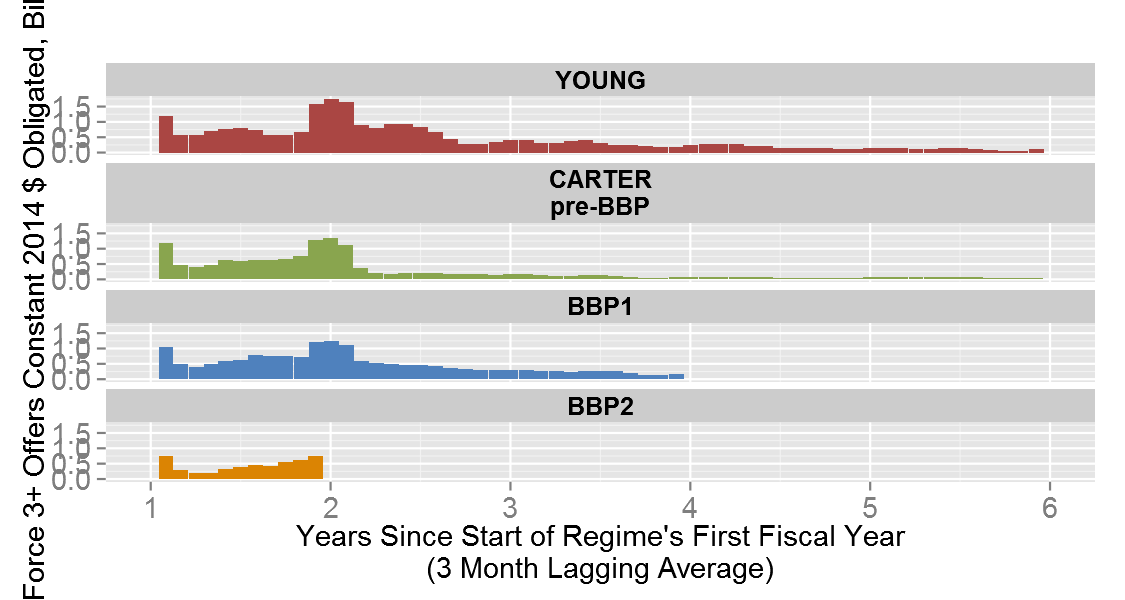 Force 3+ Offers Constant 2014 $ Obligated, Bil
YOUNG
1.5
1.0
0.5
0.0
CARTER
pre-BBP
1.5
1.0
0.5
0.0
BBP1
1.5
1.0
0.5
0.0
BBP2
1.5
1.0
0.5
0.0
1 2 3 4 5 6
Years Since Start of Regime's First Fiscal Year
(3 Month Lagging Average)